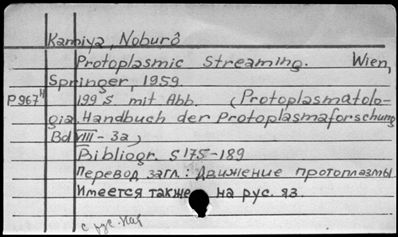 Kamiya, Noburô
Protoplasmic Streaming. Wien,
Springer, 1959.
P967 199 S mit Abb. (Protoplasmatolo-
gia. Handbuch der Protoplasmaforschung
Bd VIII - 3a)
Bibliogr. S 175-189
Перевод загл.: Движение протоплазмы
Имеется также на рус. яз.
с рус.